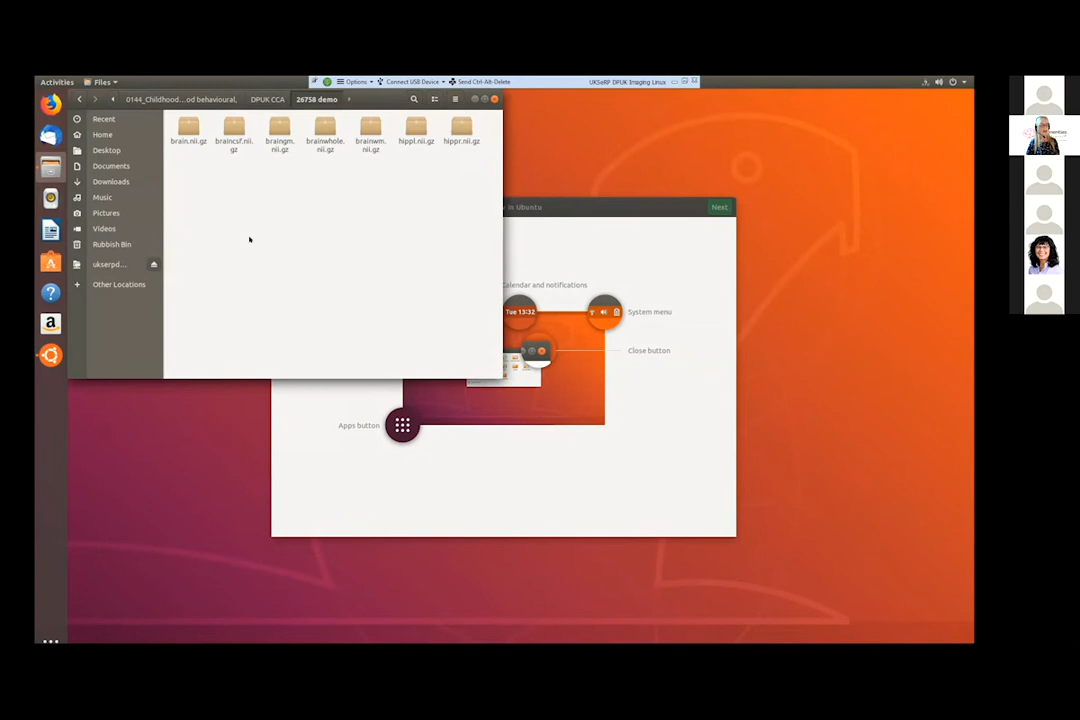 Activities Files Options Connect USB Device Send Ctrl-Alt-Delete UKSeRP DPUK Imaging Linux
0144_Childhood...od behavioural, DPUK CCA 26758 demo
Recent
Home
Desktop
Documents
Downloads
Music
Pictures
Videos
Rubbish Bin
ukserpd...
Other Locations
brain.nii.gz braincsf.nii. braingm. brainwhole. brainwm. hippl.nii.gz hippr.nii.gz
gz nii.gz nii.gz nii.gz
in Ubuntu Next
Calendar and notifications
Tue 13:32 System menu
Close button
Apps button